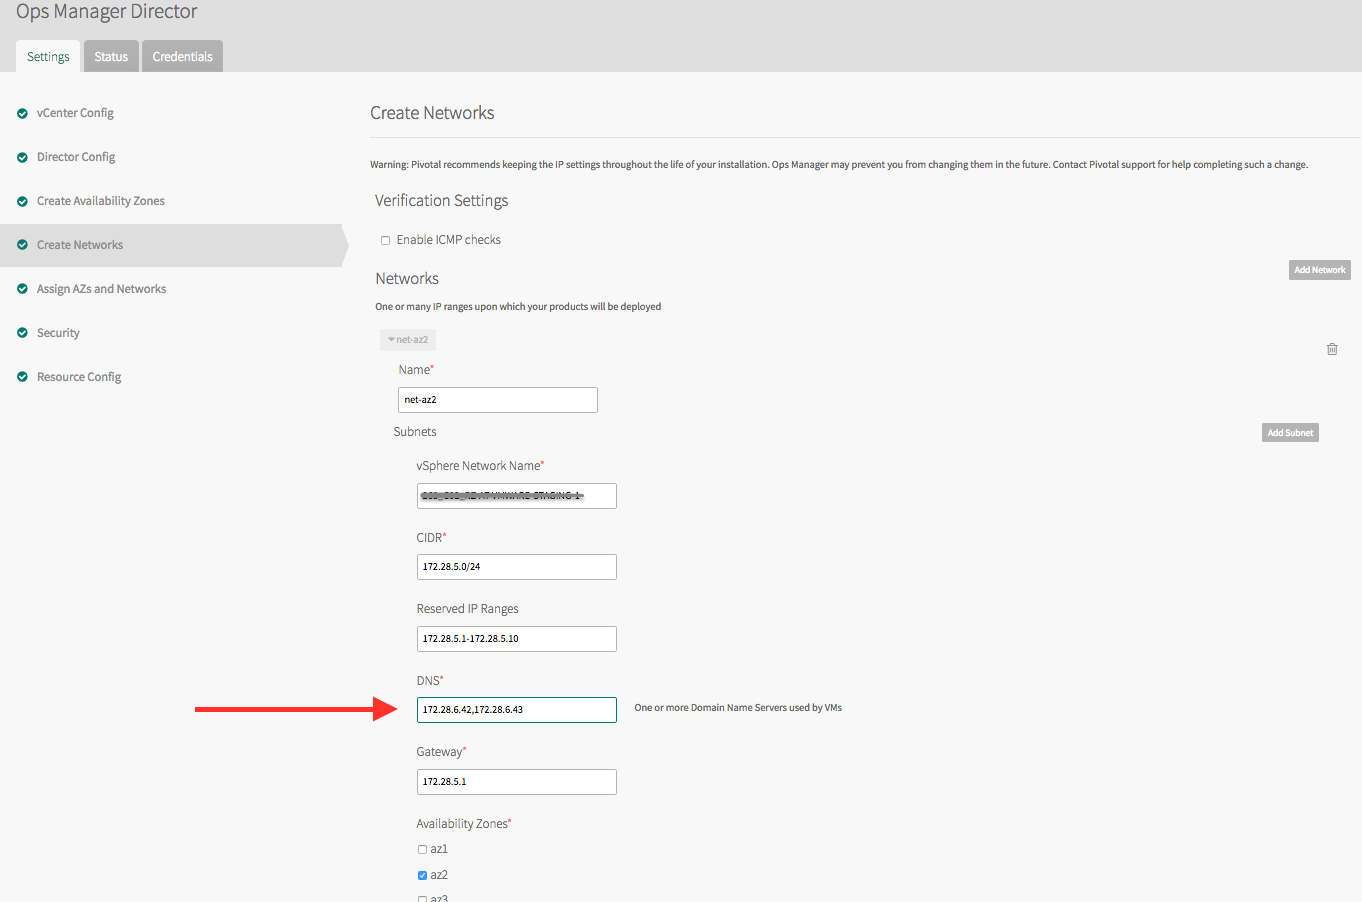 Ops Manager Director
Settings Status Credentials
vCenter Config
Director Config
Create Availability Zones
Create Networks
Assign AZs and Networks
Security
Resource Config
Create Networks
Warning: Pivotal recommends keeping the IP settings throughout the life of your installation. Ops Manager may prevent you from changing them in the future. Contact Pivotal support for help completing such a change.
Verification Settings
Enable ICMP checks
Networks
Add Network
One or many IP ranges upon which your products will be deployed
net-az2
Name*
net-az2
Subnets
Add Subnet
vSphere Network Name*
CIDR*
172.28.5.0/24
Reserved IP Ranges
172.28.5.1-172.28.5.10
DNS*
172.28.6.42,172.28.6.43
One or more Domain Name Servers used by VMs
Gateway*
172.28.5.1
Availability Zones*
az1
az2
az3